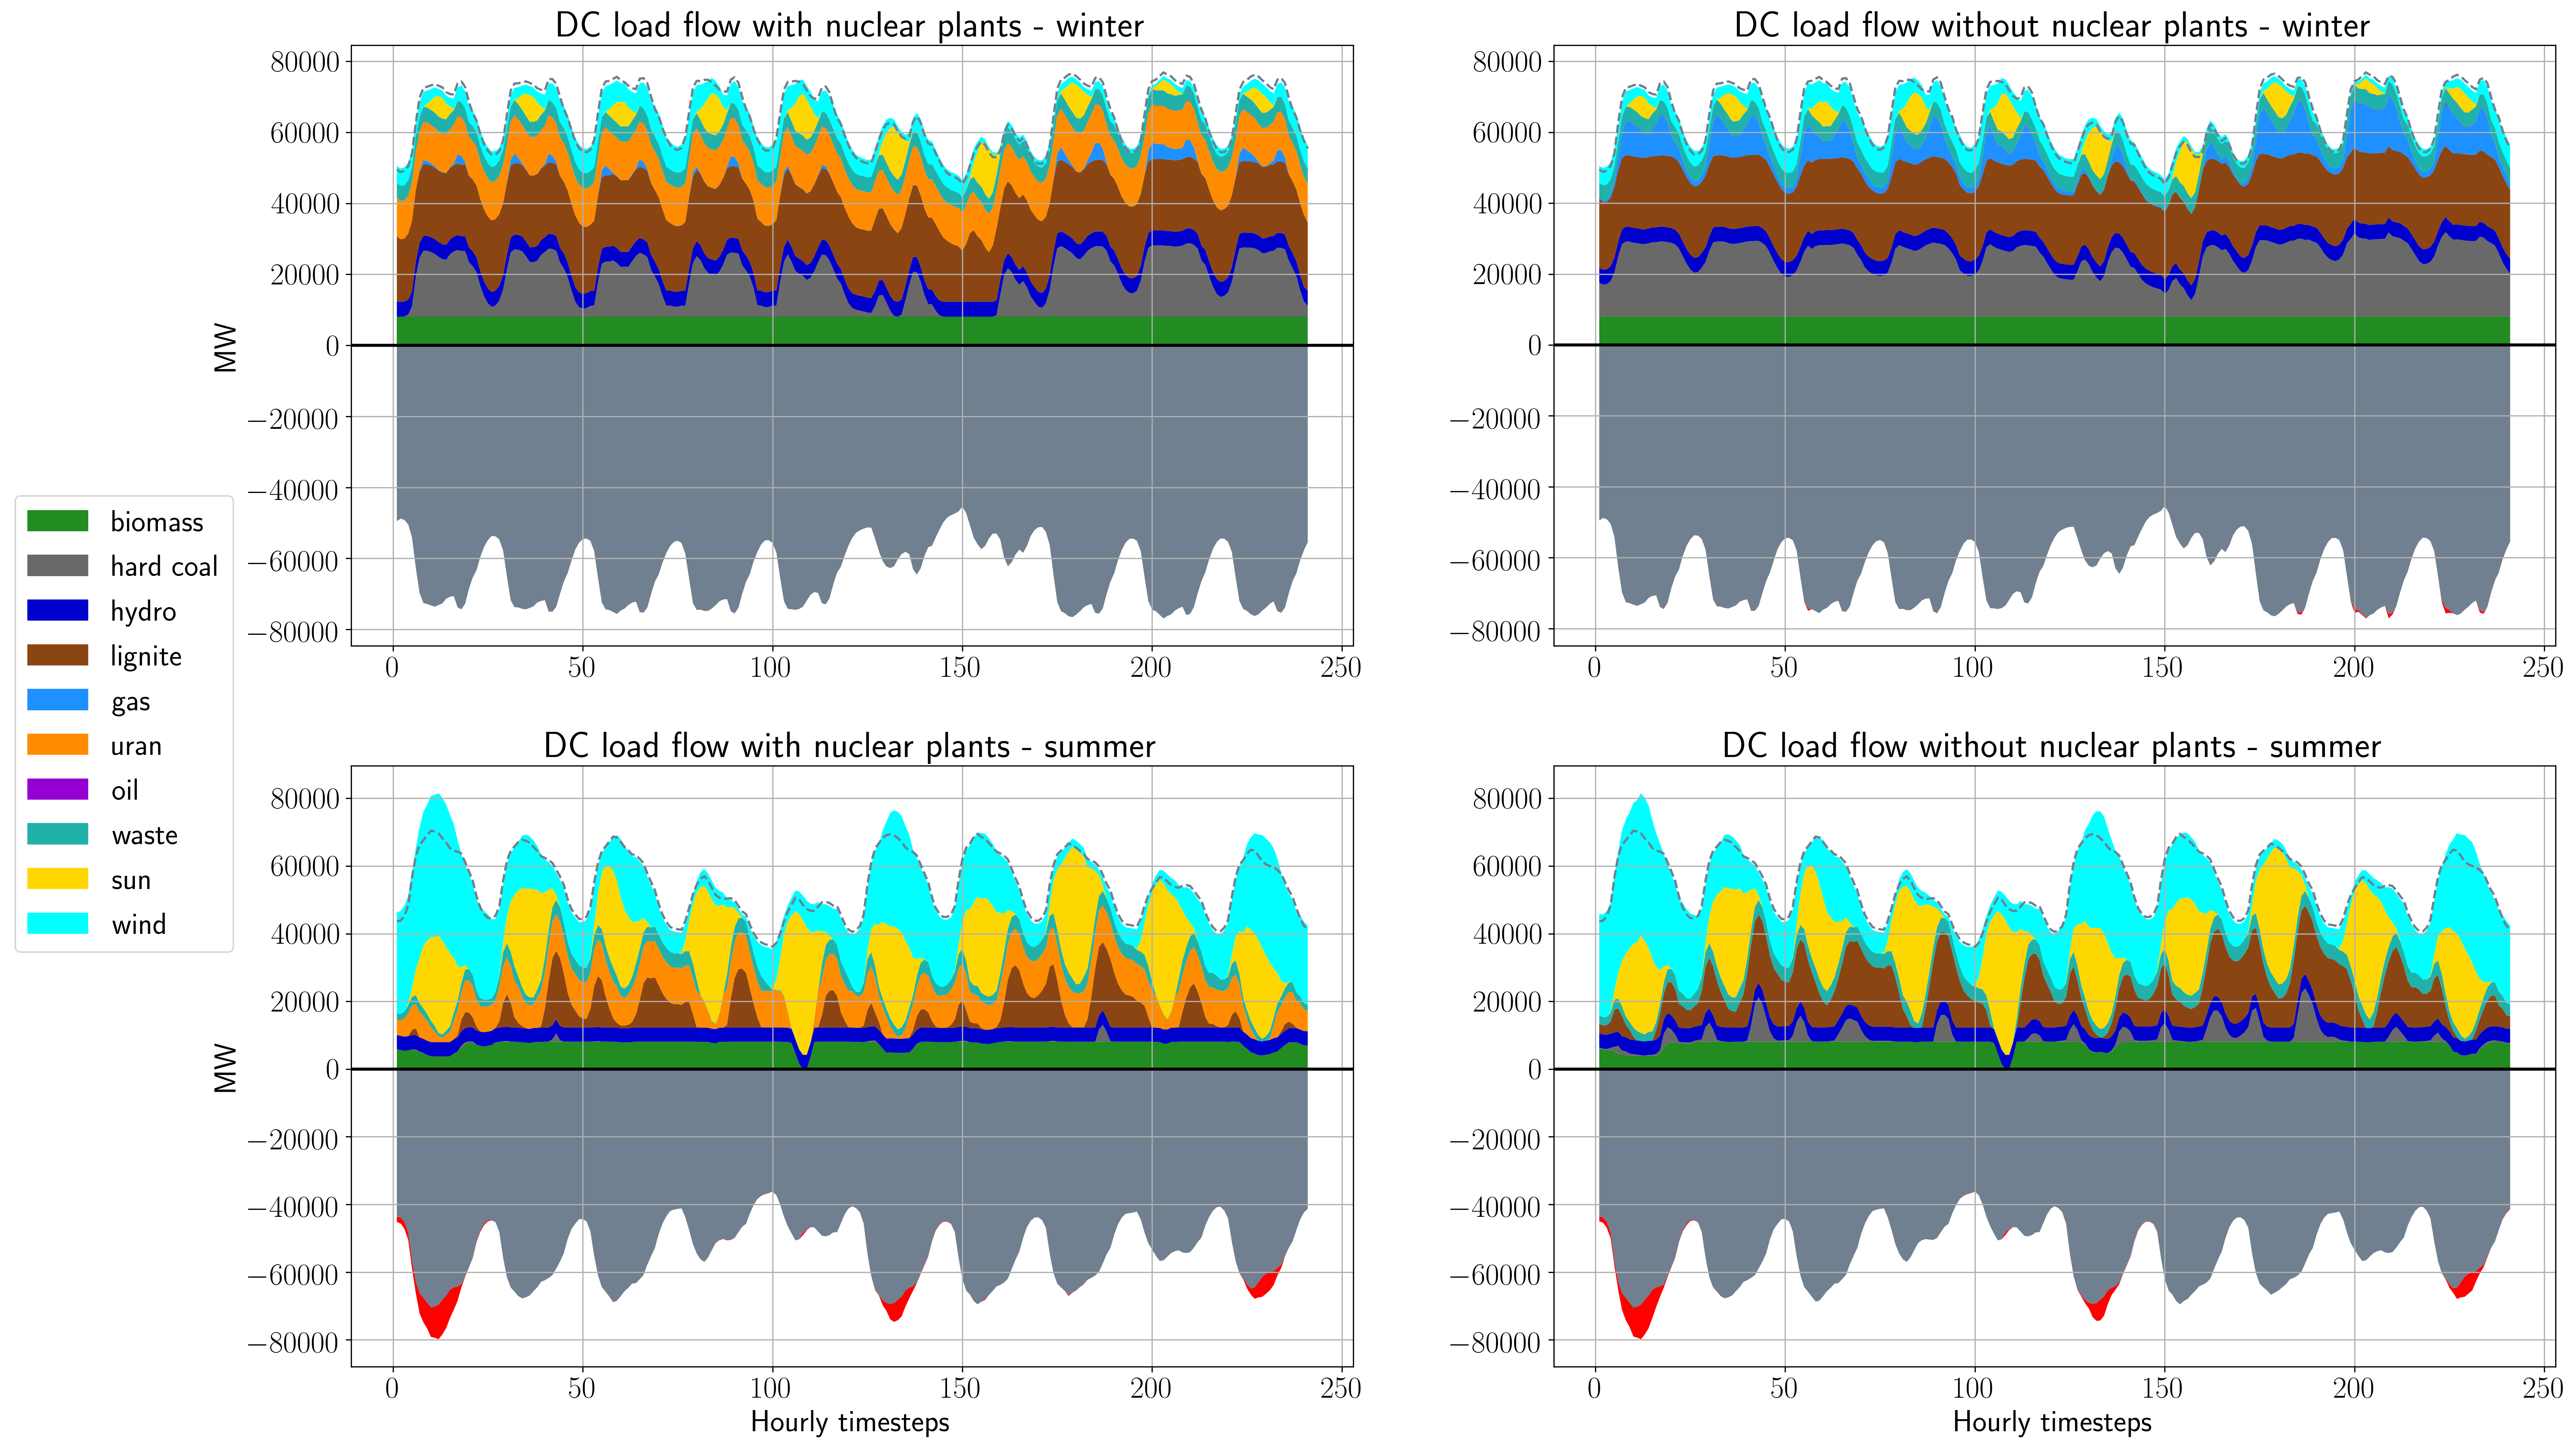 DC load flow with nuclear plants - winter
80000
60000
40000
20000
0
−20000
−40000
−60000
−80000
MW
0 50 100 150 200 250
DC load flow without nuclear plants - winter
80000
60000
40000
20000
0
−20000
−40000
−60000
−80000
0 50 100 150 200 250
biomass
hard coal
hydro
lignite
gas
uran
oil
waste
sun
wind
DC load flow with nuclear plants - summer
80000
60000
40000
20000
0
−20000
−40000
−60000
−80000
MW
0 50 100 150 200 250
Hourly timesteps
DC load flow without nuclear plants - summer
80000
60000
40000
20000
0
−20000
−40000
−60000
−80000
0 50 100 150 200 250
Hourly timesteps